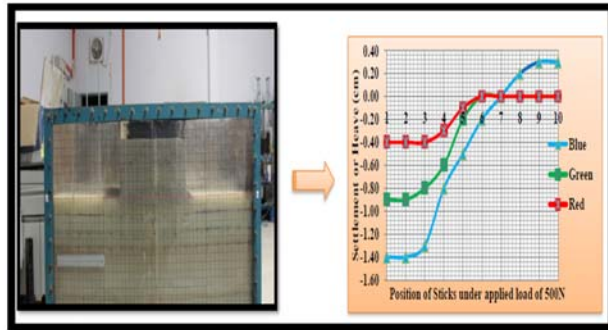 0.40
0.20
0.00
-0.20
-0.40
-0.60
-0.80
-1.00
-1.20
-1.40
-1.60
1 2 3 4 5 6 7 8 9 10
Settlement or Heave (cm)
Blue
Green
Red
Position of Sticks under applied load of 500N